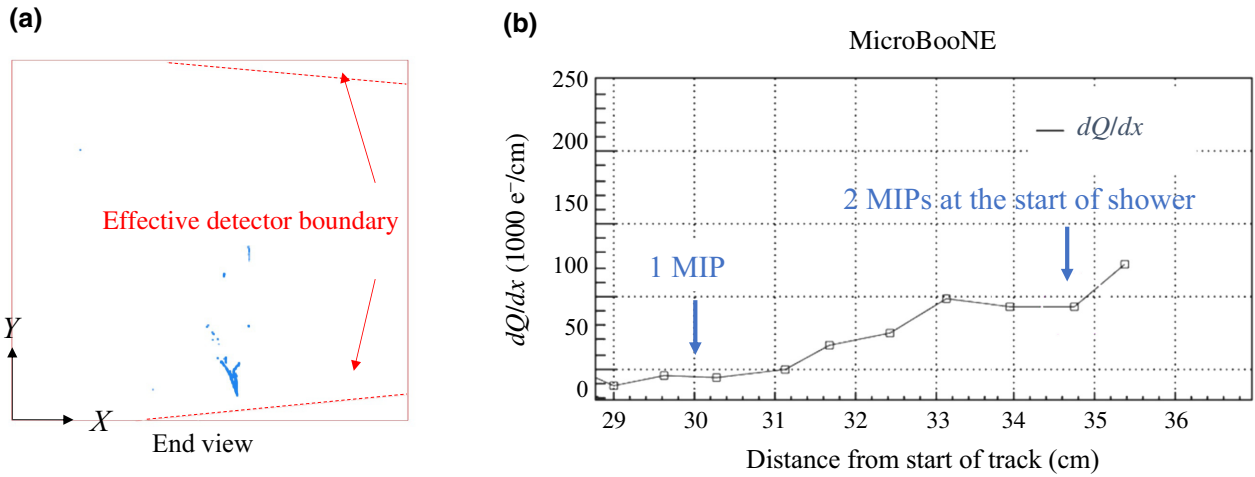 (a)
Effective detector boundary
Y
X
End view
(b)
MicroBooNE
dQ/dx (1000 e⁻/cm)
250
200
150
100
50
0
dQ/dx
2 MIPs at the start of shower
1 MIP
29 30 31 32 33 34 35 36
Distance from start of track (cm)